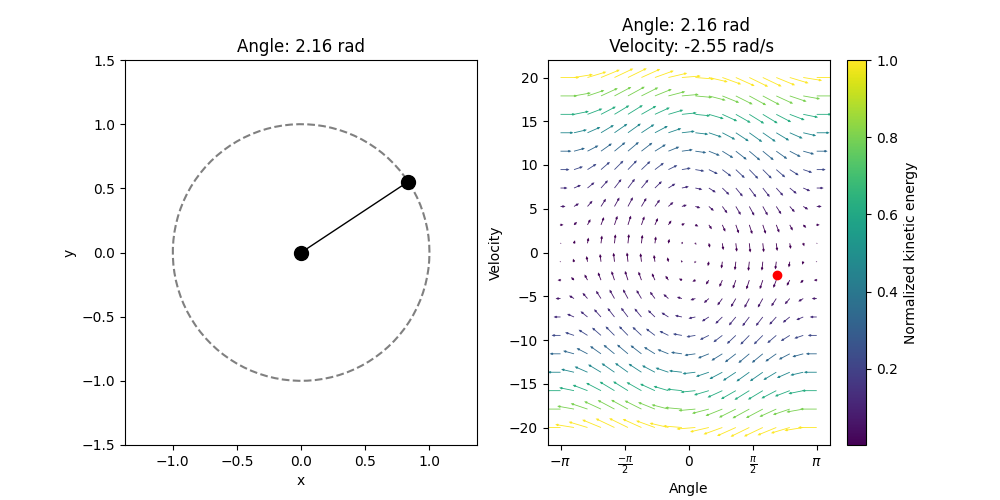 Angle: 2.16 rad
1.5
1.0
0.5
0.0
−0.5
−1.0
−1.5
y
−1.0
−0.5
0.0
0.5
1.0
x
Angle: 2.16 rad
Velocity: -2.55 rad/s
20
15
10
5
0
−5
−10
−15
−20
Velocity
−π
−π/2
0
π/2
π
Angle
1.0
0.8
0.6
0.4
0.2
Normalized kinetic energy